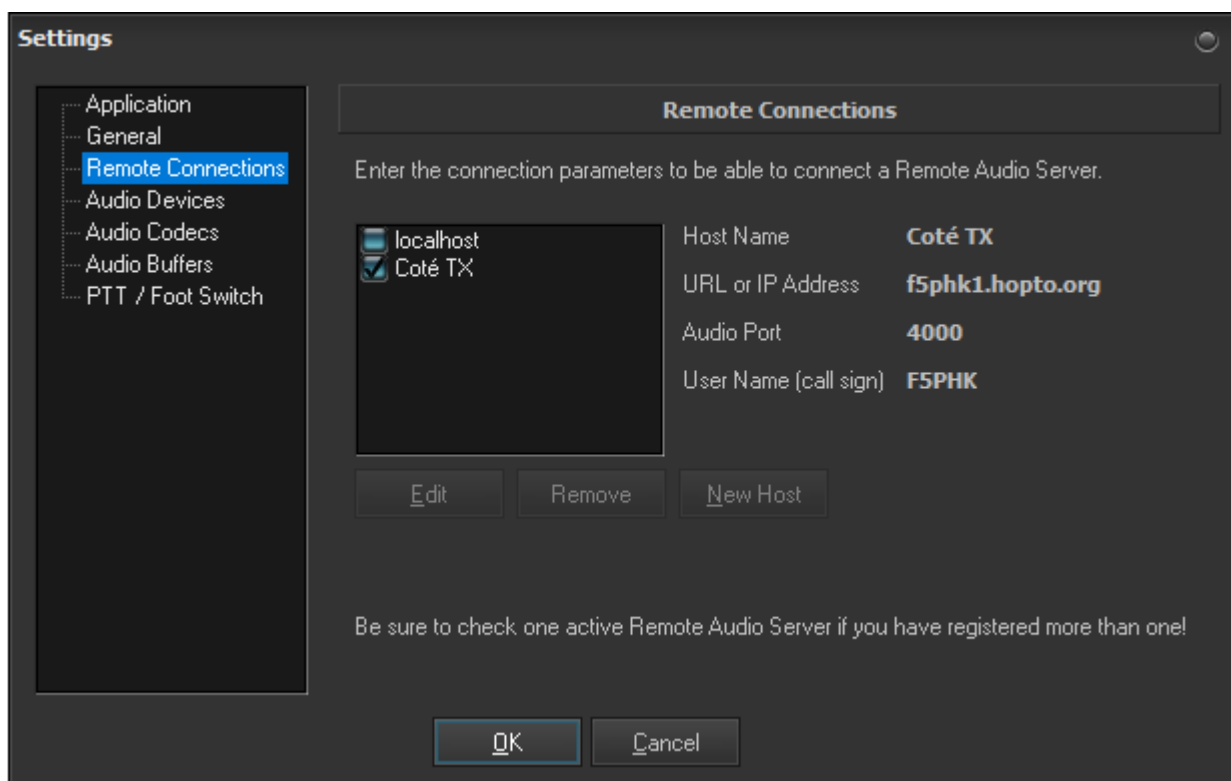 Settings
Application
General
Remote Connections
Audio Devices
Audio Codecs
Audio Buffers
PTT / Foot Switch
Remote Connections
Enter the connection parameters to be able to connect a Remote Audio Server.
localhost
Coté TX
Host Name Coté TX
URL or IP Address f5phk1.hopto.org
Audio Port 4000
User Name (call sign) F5PHK
Edit Remove New Host
Be sure to check one active Remote Audio Server if you have registered more than one!
OK Cancel